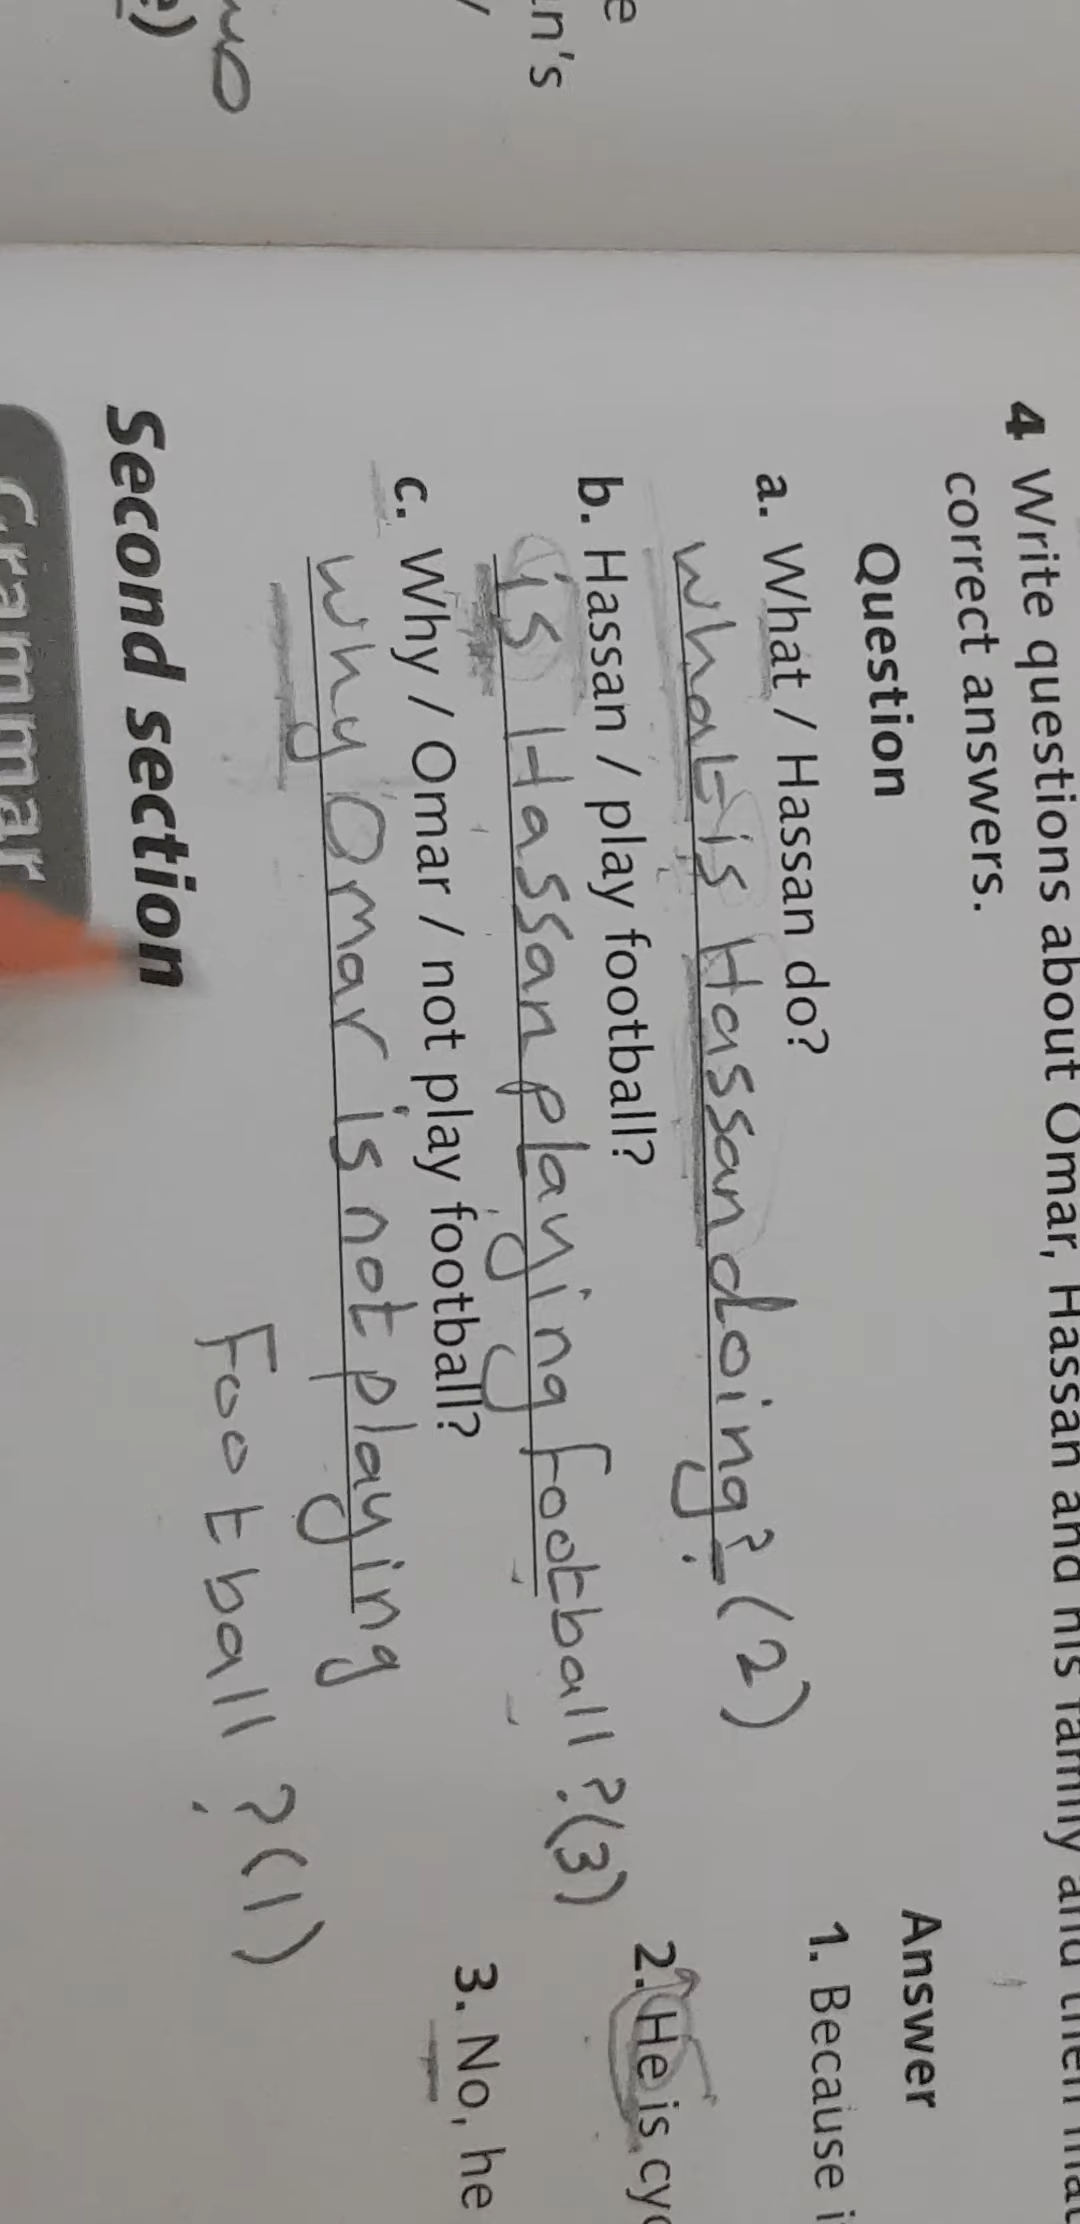 e
n's
e)
4 Write questions about Omar, Hassan and his family and then
correct answers.
Question
Answer
a. What / Hassan do?
1. Because
what is Hassan doing? (2)
b. Hassan / play football?
2. He is
is Hassan playing football? (3)
c. Why / Omar / not play football?
3. No, he
why Omar is not playing
Football? (1)
Second section
Grammar